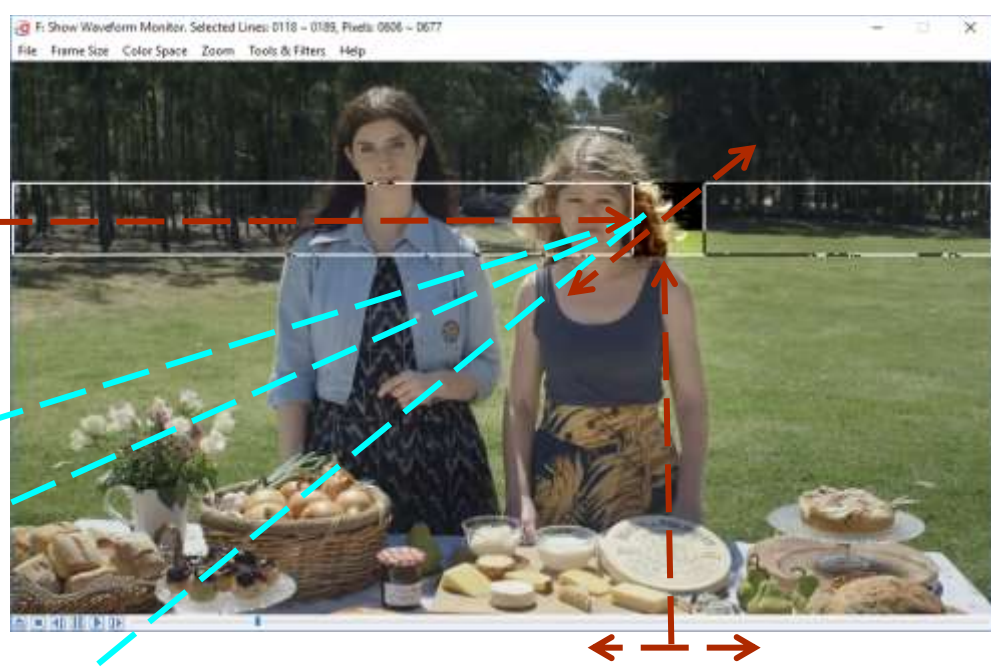 F: Show Waveform Monitor. Selected Lines: 0118 ~ 0189, Pixels: 0606 ~ 0677
File Frame Size Color Space Zoom Tools & Filters Help